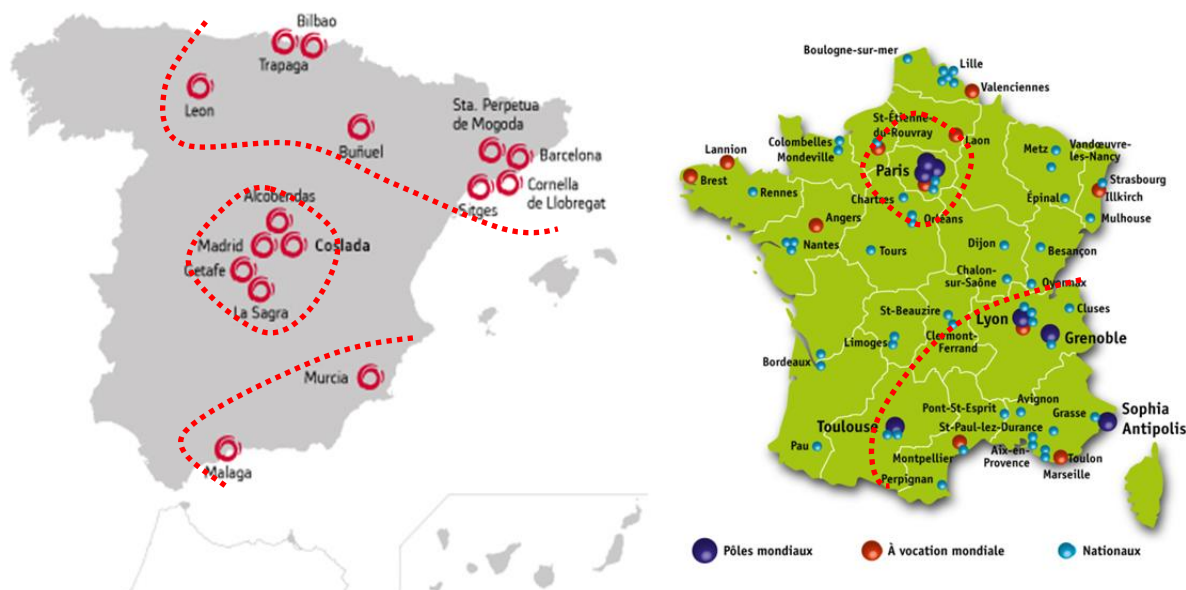 Bilbao
Trapaga
Leon
Buñuel
Sta. Perpetua
de Mogoda
Barcelona
Cornella
de Llobregat
Sitges
Alcobendas
Madrid
Coslada
Getafe
La Sagra
Murcia
Malaga
Boulogne-sur-mer
Lille
Valenciennes
St-Étienne-
du-Rouvray
Laon
Colombelles
Mondeville
Paris
Metz
Vandœuvre-
les-Nancy
Lannion
Brest
Rennes
Strasbourg
Illkirch
Chartres
Épinal
Mulhouse
Angers
Orléans
Nantes
Tours
Dijon
Besançon
Chalon-
sur-Saône
Oyonnax
St-Beauzire
Lyon
Cluses
Clermont-
Ferrand
Grenoble
Limoges
Bordeaux
Avignon
Pont-St-Esprit
Grasse
Sophia
Antipolis
Toulouse
St-Paul-lez-Durance
Pau
Montpellier
Aix-en-
Provence
Toulon
Marseille
Perpignan
Pôles mondiaux
À vocation mondiale
Nationaux